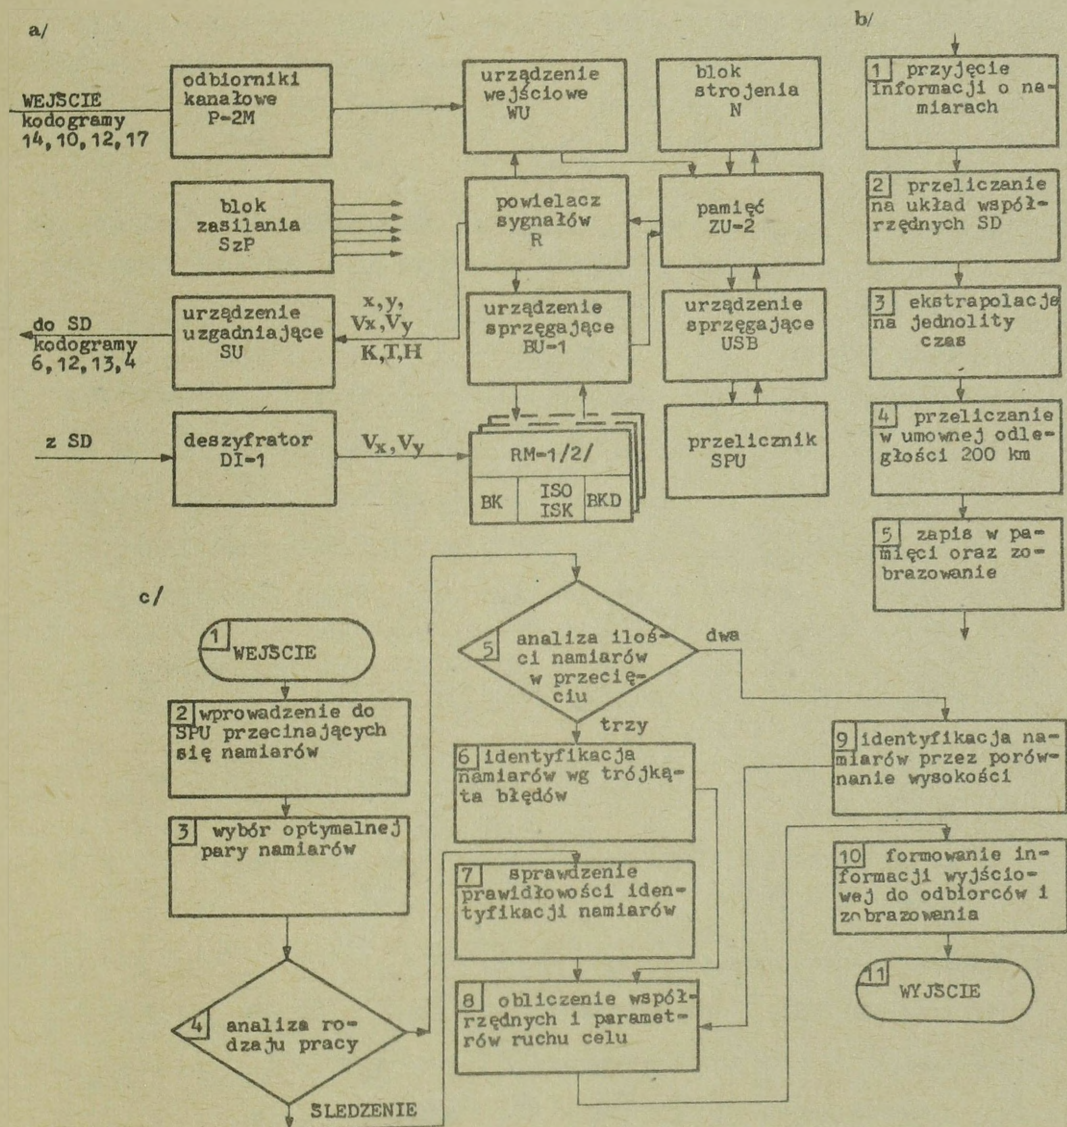 a/
WEJŚCIE
kodogramy
14,10,12,17
odbiorniki
kanałowe
P-2M
urządzenie
wejściowe
WU
blok
strojenia
N
blok
zasilania
SzP
powielacz
sygnałów
R
pamięć
ZU-2
do SD
kodogramy
6,12,13,4
urządzenie
uzgadniające
SU
x,y,
Vx,Vy
K,T,H
urządzenie
sprzęgające
BU-1
urządzenie
sprzęgające
USB
z SD
deszyfrator
DI-1
Vx,Vy
RM-1/2/
BK
ISO
ISK
BKD
przelicznik
SPU
b/
1 przyjęcie
informacji o na-
miarach
2 przeliczanie
na układ współ-
rzędnych SD
3 ekstrapolacja
na jednolity
czas
4 przeliczanie
w umownej odle-
głości 200 km
5 zapis w pa-
mięci oraz zo-
brazowanie
c/
1
WEJŚCIE
2 wprowadzenie do
SPU przecinających
się namiarów
3 wybór optymalnej
pary namiarów
4 analiza ro-
dzaju pracy
ŚLEDZENIE
5 analiza iloś-
ci namiarów
w przecię-
ciu
dwa
trzy
6 identyfikacja
namiarów wg trójką-
ta błędów
7 sprawdzenie
prawidłowości iden-
tyfikacji namiarów
8 obliczenie współ-
rzędnych i paramet-
rów ruchu celu
9 identyfikacja na-
miarów przez porów-
nanie wysokości
10 formowanie in-
formacji wyjścio-
wej do odbiorców i
zobrazowania
11
WYJŚCIE